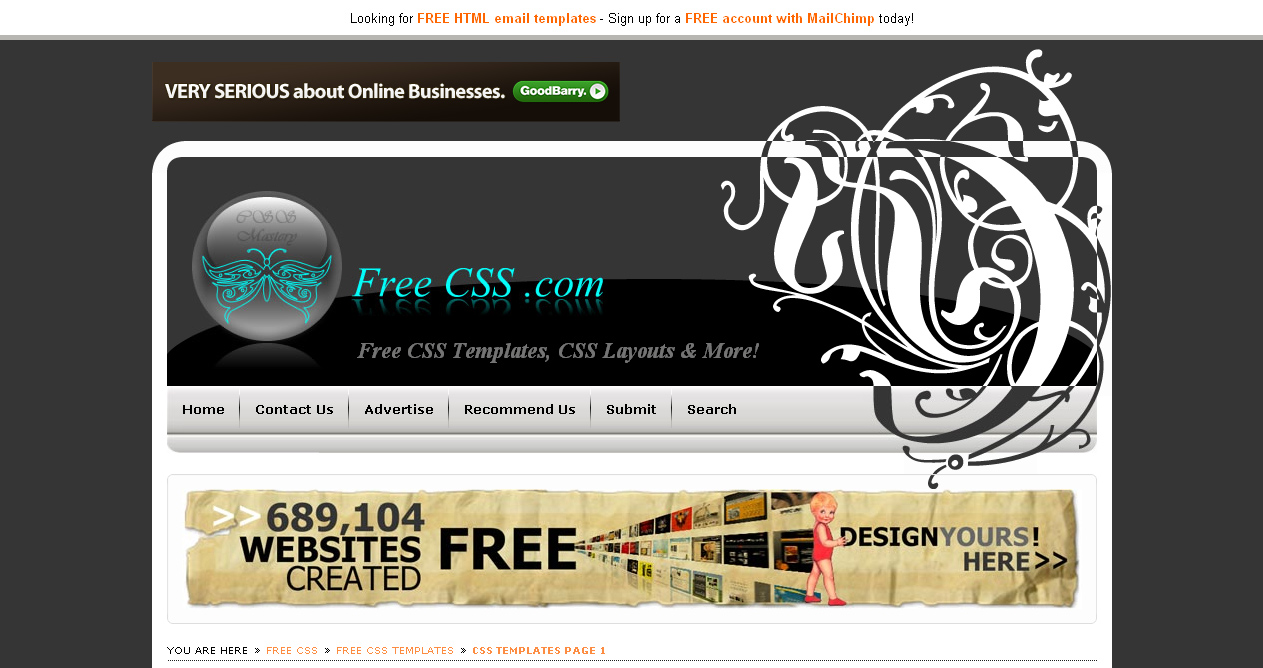 Looking for FREE HTML email templates - Sign up for a FREE account with MailChimp today!
VERY SERIOUS about Online Businesses. GoodBarry.
CSS
Mastery
Free CSS .com
Free CSS Templates, CSS Layouts & More!
Home Contact Us Advertise Recommend Us Submit Search
>>689,104
WEBSITES
CREATED
FREE
DESIGNYOURS!
HERE>>
YOU ARE HERE » FREE CSS » FREE CSS TEMPLATES » CSS TEMPLATES PAGE 1